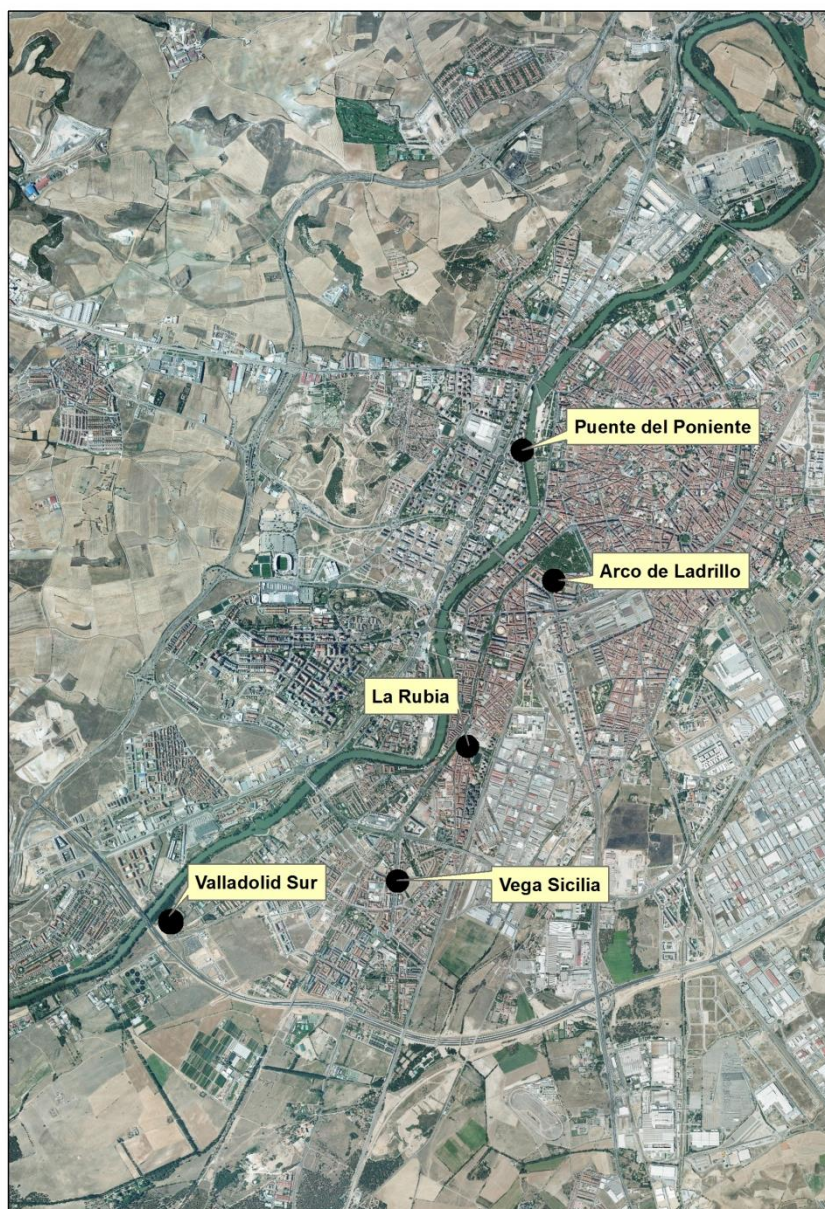 Puente del Poniente
Arco de Ladrillo
La Rubia
Valladolid Sur
Vega Sicilia